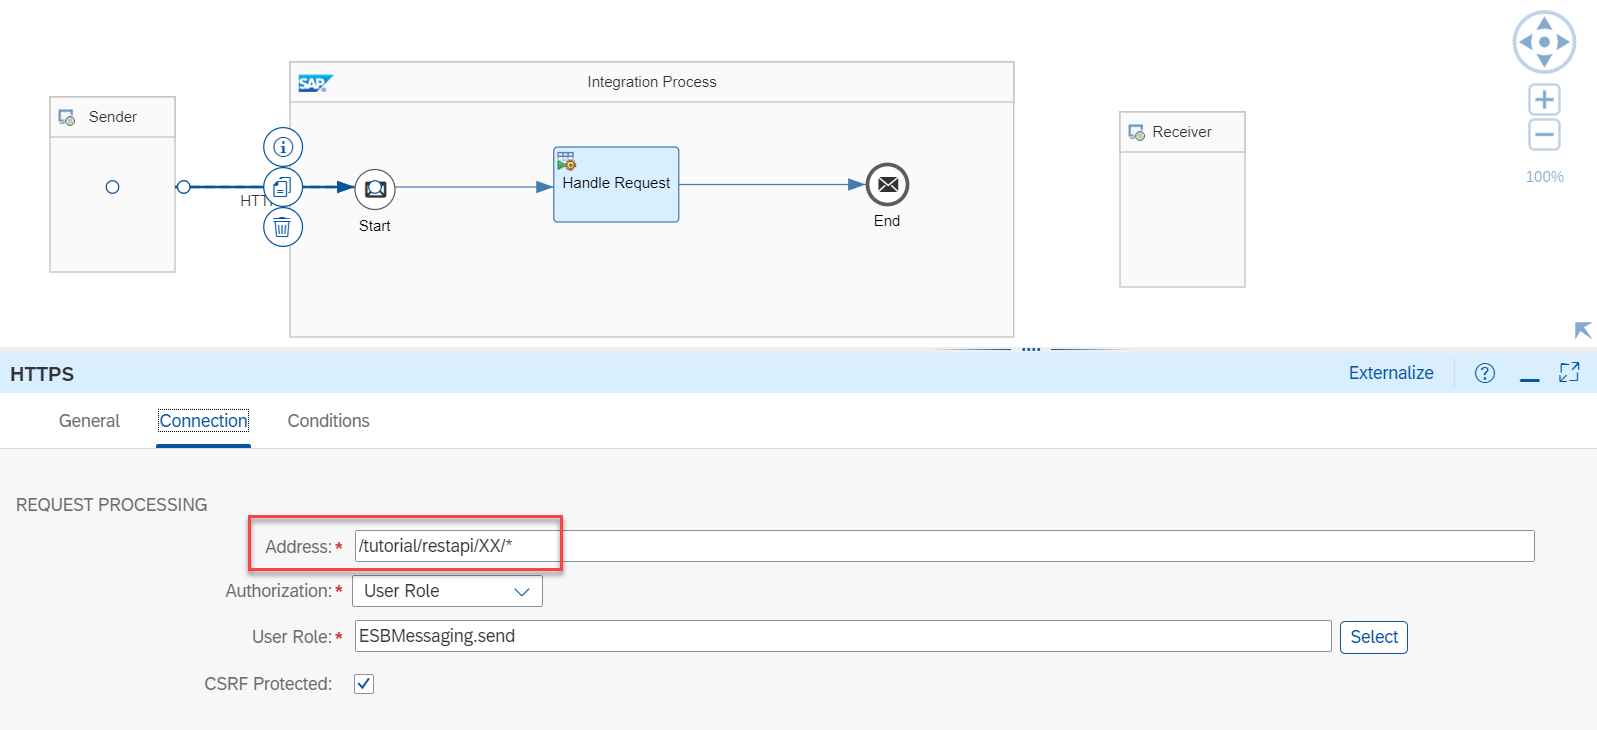 Integration Process
SAP
Sender
Receiver
Handle Request
100%
Start
End
HTTPS
Externalize
General
Connection
Conditions
REQUEST PROCESSING
Address:* /tutorial/restapi/XX/*
Authorization:* User Role
User Role:* ESBMessaging.send Select
CSRF Protected: